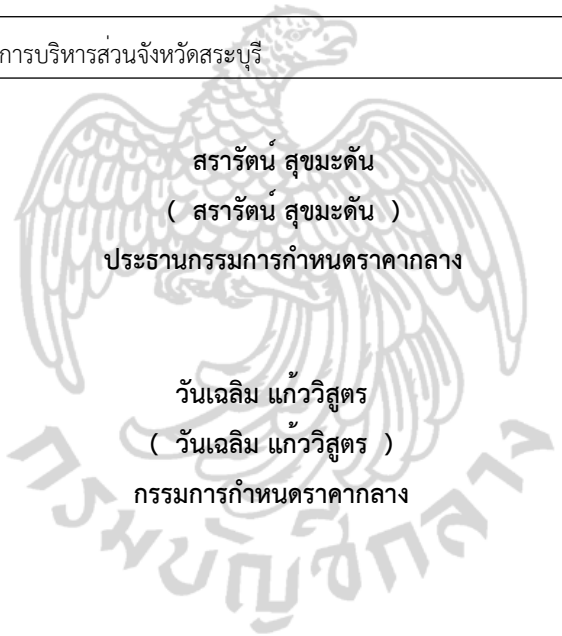 การบริหารส่วนจังหวัดสระบุรี
สรารัตน์ สุขมะดัน
( สรารัตน์ สุขมะดัน )
ประธานกรรมการกำหนดราคากลาง
วันเฉลิม แก้ววิสูตร
( วันเฉลิม แก้ววิสูตร )
กรรมการกำหนดราคากลาง
กรมบัญชีกลาง